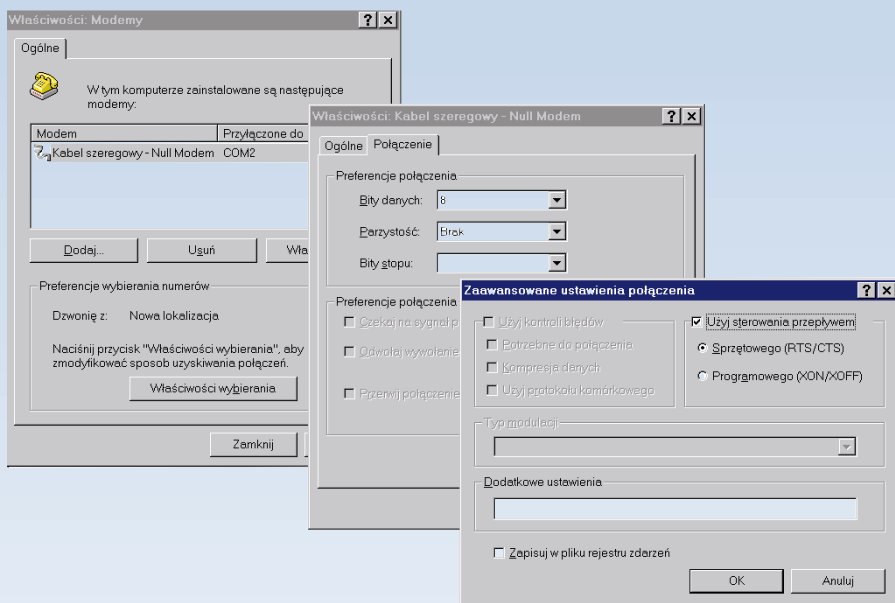 Właściwości: Modemy
Ogólne
W tym komputerze zainstalowane są następujące
modemy:
Modem
Przyłączone do
Kabel szeregowy - Null Modem COM2
Dodaj...
Usuń
Wła
Preferencje wybierania numerów
Dzwonię z: Nowa lokalizacja
Naciśnij przycisk "Właściwości wybierania", aby
zmodyfikować sposob uzyskiwania połączeń.
Właściwości wybierania
Zamknij
Właściwości: Kabel szeregowy - Null Modem
Ogólne
Połączenie
Preferencje połączenia
Bity danych: 8
Parzystość: Brak
Bity stopu:
Preferencje połączenia
Czekaj na sygnał p
Odwołaj wywołanie
Przerwij połączenie
Zaawansowane ustawienia połączenia
Użyj kontroli błędów
Potrzebne do połączenia
Kompresja danych
Użyj protokołu komórkowego
Użyj sterowania przepływem
Sprzętowego (RTS/CTS)
Programowego (XON/XOFF)
Typ modulacji
Dodatkowe ustawienia
Zapisuj w pliku rejestru zdarzeń
OK
Anuluj